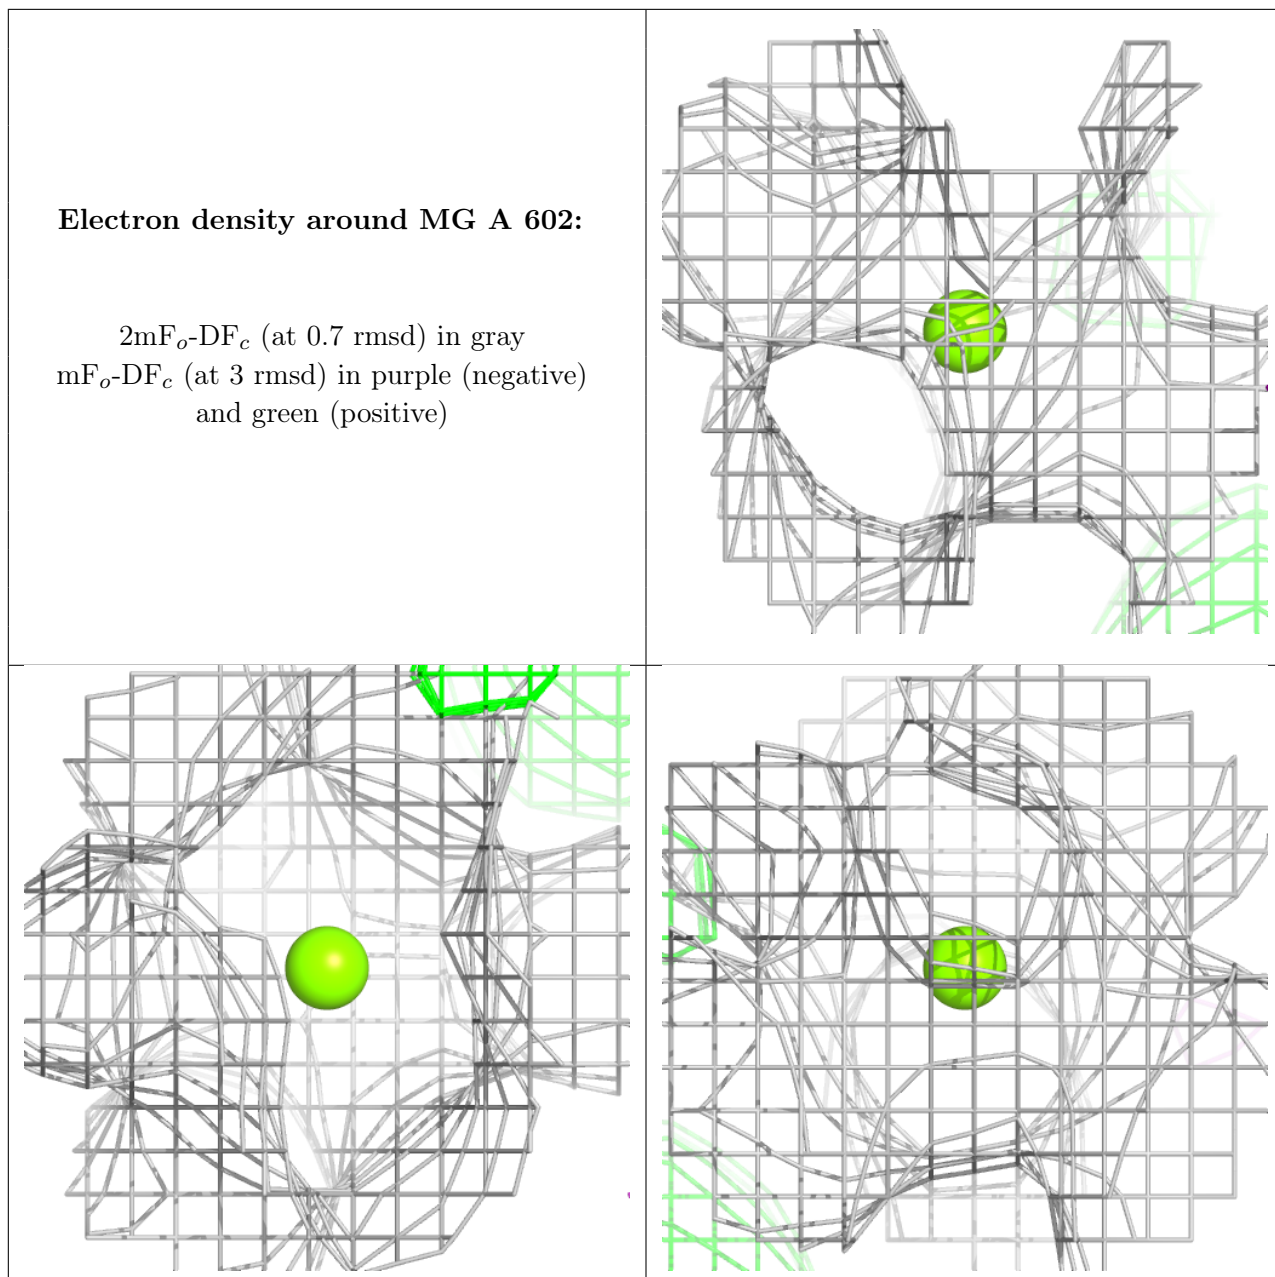 Electron density around MG A 602:
2mFo-DFc (at 0.7 rmsd) in gray
mFo-DFc (at 3 rmsd) in purple (negative)
and green (positive)